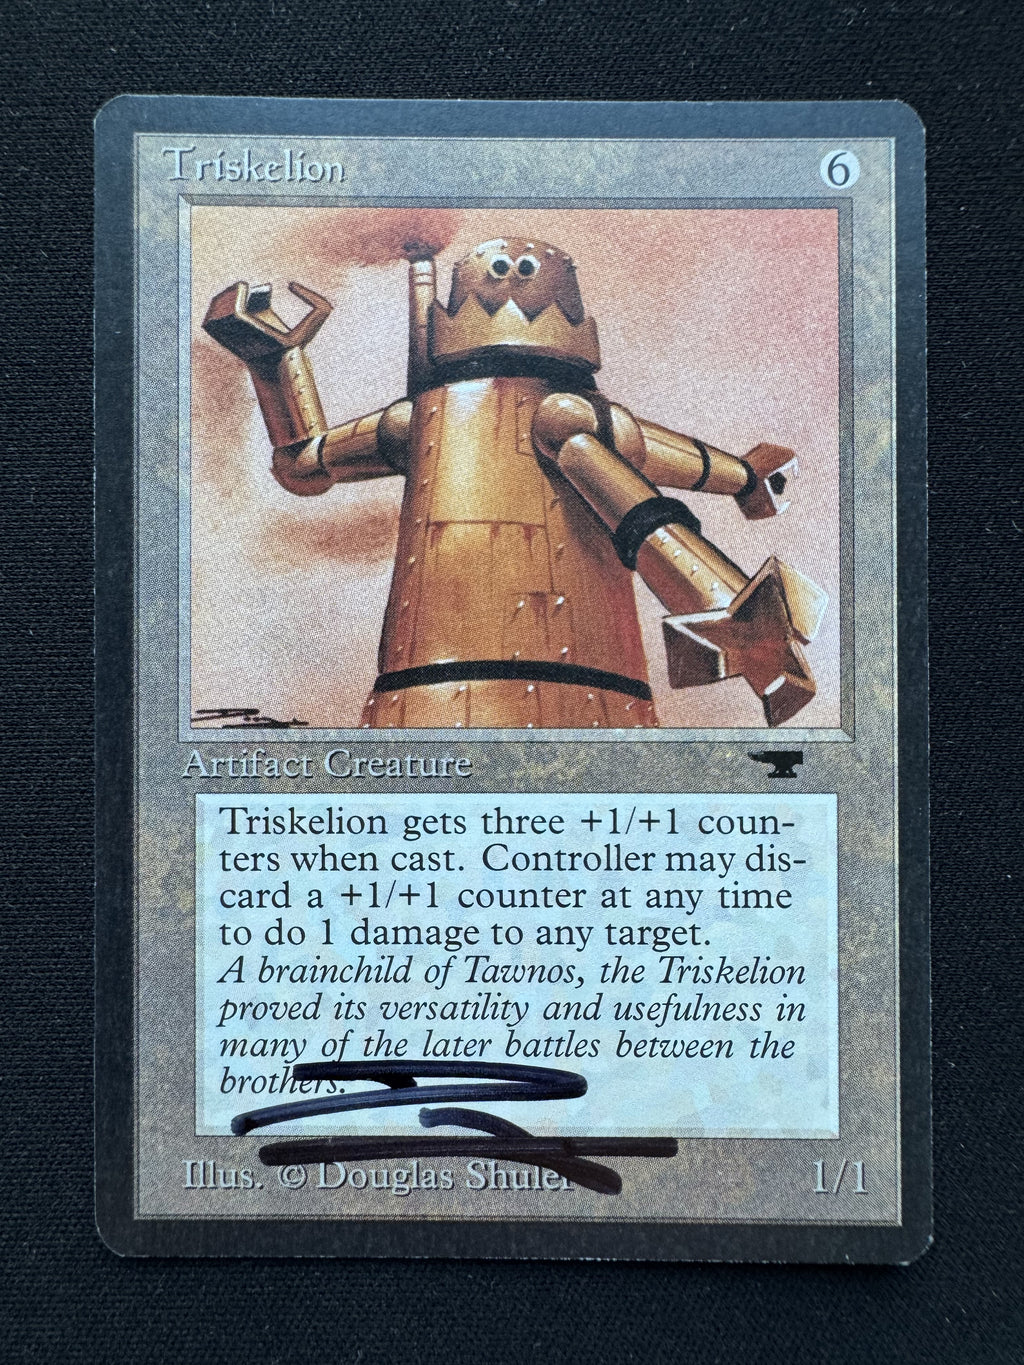 Triskelion
6
Artifact Creature
Triskelion gets three +1/+1 coun-
ters when cast. Controller may dis-
card a +1/+1 counter at any time
to do 1 damage to any target.
A brainchild of Tawnos, the Triskelion
proved its versatility and usefulness in
many of the later battles between the
brothers.
Illus. © Douglas Shuler
1/1